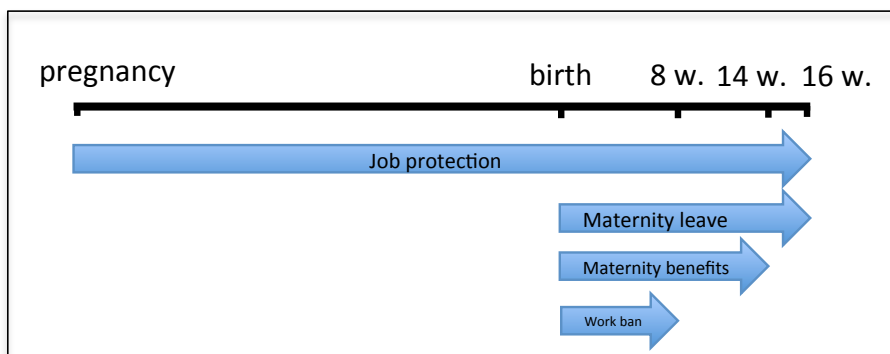 pregnancy birth 8 w. 14 w. 16 w.
Job protection
Maternity leave
Maternity benefits
Work ban